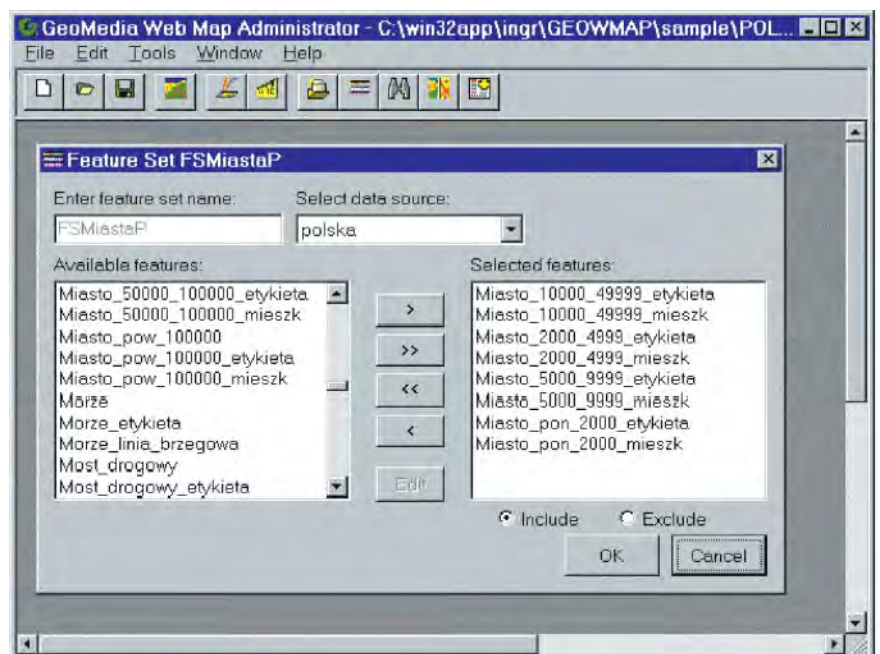 GeoMedia Web Map Administrator - C:\win32app\ingr\GEOWMAP\sample\POL...
File Edit Tools Window Help
Feature Set FSMiastaP
Enter feature set name: Select data source:
FSMiastaP polska
Available features: Selected features:
Miasto_50000_100000_etykieta
Miasto_50000_100000_mieszk
Miasto_pow_100000
Miasto_pow_100000_etykieta
Miasto_pow_100000_mieszk
Morze
Morze_etykieta
Morze_linia_brzegowa
Most_drogowy
Most_drogowy_etykieta
>
>>
<<
<
Edit
Miasto_10000_49999_etykieta
Miasto_10000_49999_mieszk
Miasto_2000_4999_etykieta
Miasto_2000_4999_mieszk
Miasto_5000_9999_etykieta
Miasto_5000_9999_mieszk
Miasto_pon_2000_etykieta
Miasto_pon_2000_mieszk
Include Exclude
OK Cancel